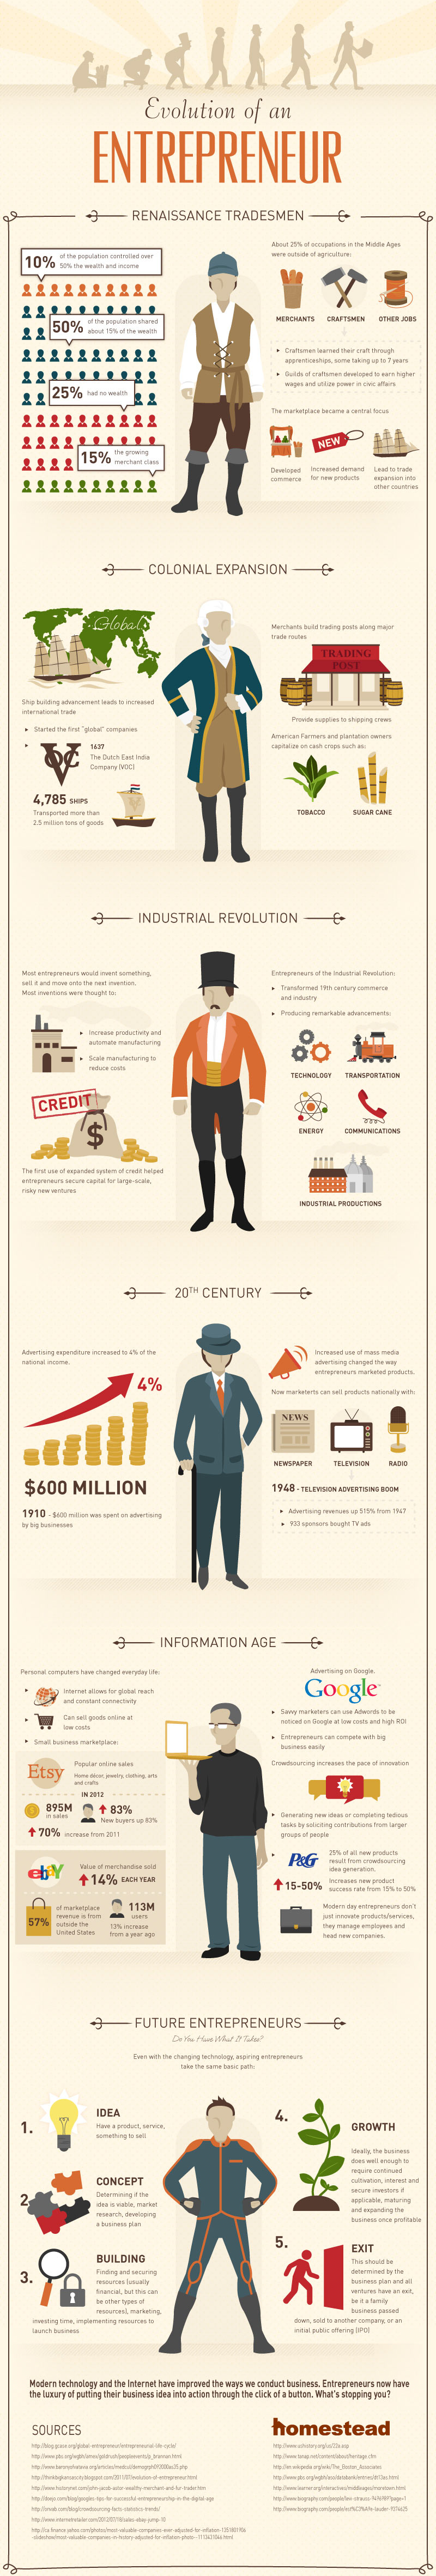 Evolution of an
ENTREPRENEUR
RENAISSANCE TRADESMEN
10%
of the population controlled over
50% the wealth and income
50%
of the population shared
about 15% of the wealth
25%
had no wealth
15%
the growing
merchant class
About 25% of occupations in the Middle Ages
were outside of agriculture:
MERCHANTS
CRAFTSMEN
OTHER JOBS
Craftsmen learned their craft through
apprenticeships, some taking up to 7 years
Guilds of craftsmen developed to earn higher
wages and utilize power in civic affairs
The marketplace became a central focus
NEW
Developed
commerce
Increased demand
for new products
Lead to trade
expansion into
other countries
COLONIAL EXPANSION
Global
Ship building advancement leads to increased
international trade
Started the first "global" companies
VOC
1637
The Dutch East India
Company (VOC)
4,785 SHIPS
Transported more than
2.5 million tons of goods
Merchants build trading posts along major
trade routes
TRADING
POST
Provide supplies to shipping crews
American Farmers and plantation owners
capitalize on cash crops such as:
TOBACCO
SUGAR CANE
INDUSTRIAL REVOLUTION
Most entrepreneurs would invent something,
sell it and move onto the next invention.
Most inventions were thought to:
Increase productivity and
automate manufacturing
Scale manufacturing to
reduce costs
CREDIT
$
The first use of expanded system of credit helped
entrepreneurs secure capital for large-scale,
risky new ventures
Entrepreneurs of the Industrial Revolution:
Transformed 19th century commerce
and industry
Producing remarkable advancements:
TECHNOLOGY
TRANSPORTATION
ENERGY
COMMUNICATIONS
INDUSTRIAL PRODUCTIONS
20TH CENTURY
Advertising expenditure increased to 4% of the
national income.
4%
$600 MILLION
1910 - $600 million was spent on advertising
by big businesses
Increased use of mass media
advertising changed the way
entrepreneurs marketed products.
Now marketerts can sell products nationally with:
NEWS
NEWSPAPER
TELEVISION
RADIO
1948 - TELEVISION ADVERTISING BOOM
Advertising revenues up 515% from 1947
933 sponsors bought TV ads
INFORMATION AGE
Personal computers have changed everyday life:
Internet allows for global reach
and constant connectivity
Can sell goods online at
low costs
Small business marketplace:
Etsy
Popular online sales
Home décor, jewelry, clothing, arts
and crafts
IN 2012
895M
in sales
83%
New buyers up 83%
70% increase from 2011
ebay
Value of merchandise sold
14% EACH YEAR
57%
of marketplace
revenue is from
outside the
United States
113M
users
13% increase
from a year ago
Advertising on Google.
Google
Savvy marketers can use Adwords to be
noticed on Google at low costs and high ROI
Entrepreneurs can compete with big
business easily
Crowdsourcing increases the pace of innovation
Generating new ideas or completing tedious
tasks by soliciting contributions from larger
groups of people
P&G
25% of all new products
result from crowdsourcing
idea generation.
15-50%
Increases new product
success rate from 15% to 50%
Modern day entrepreneurs don't
just innovate products/services,
they manage employees and
head new companies.
FUTURE ENTREPRENEURS
Do You Have What It Takes?
Even with the changing technology, aspiring entrepreneurs
take the same basic path:
1.
IDEA
Have a product, service,
something to sell
2.
CONCEPT
Determining if the
idea is viable, market
research, developing
a business plan
3.
BUILDING
Finding and securing
resources (usually
financial, but this can
be other types of
resources), marketing,
investing time, implementing resources to
launch business
4.
GROWTH
Ideally, the business
does well enough to
require continued
cultivation, interest and
secure investors if
applicable, maturing
and expanding the
business once profitable
5.
EXIT
This should be
determined by the
business plan and all
ventures have an exit,
be it a family
business passed
down, sold to another company, or an
initial public offering (IPO)
Modern technology and the Internet have improved the ways we conduct business. Entrepreneurs now have
the luxury of putting their business idea into action through the click of a button. What's stopping you?
SOURCES
homestead